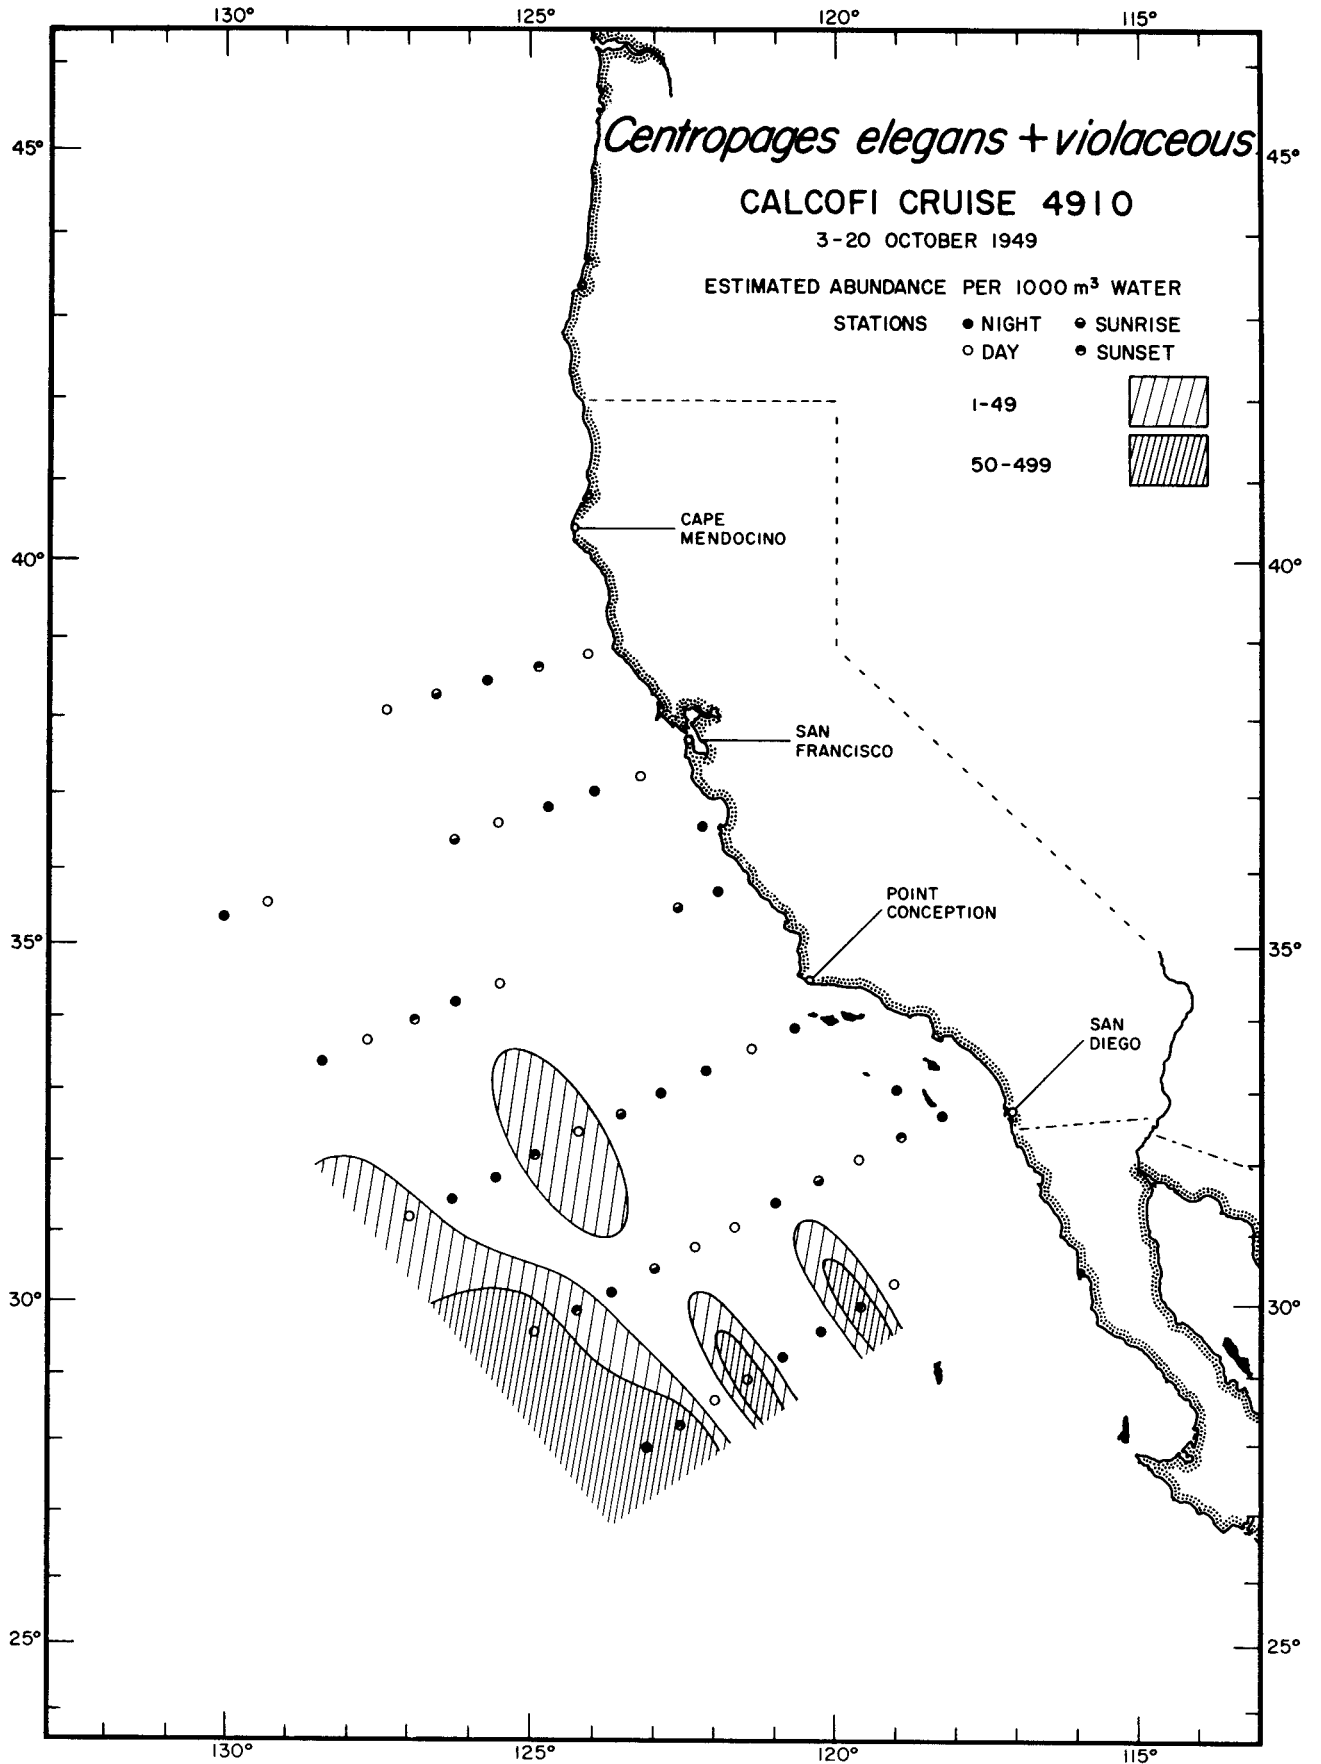 130° 125° 120° 115°
45° 45°
Centropages elegans + violaceous
CALCOFI CRUISE 4910
3-20 OCTOBER 1949
ESTIMATED ABUNDANCE PER 1000 m³ WATER
STATIONS ● NIGHT ◒ SUNRISE
○ DAY ◓ SUNSET
1-49
50-499
CAPE
MENDOCINO
40° 40°
SAN
FRANCISCO
POINT
CONCEPTION
35° 35°
SAN
DIEGO
30° 30°
25° 25°
130° 125° 120° 115°